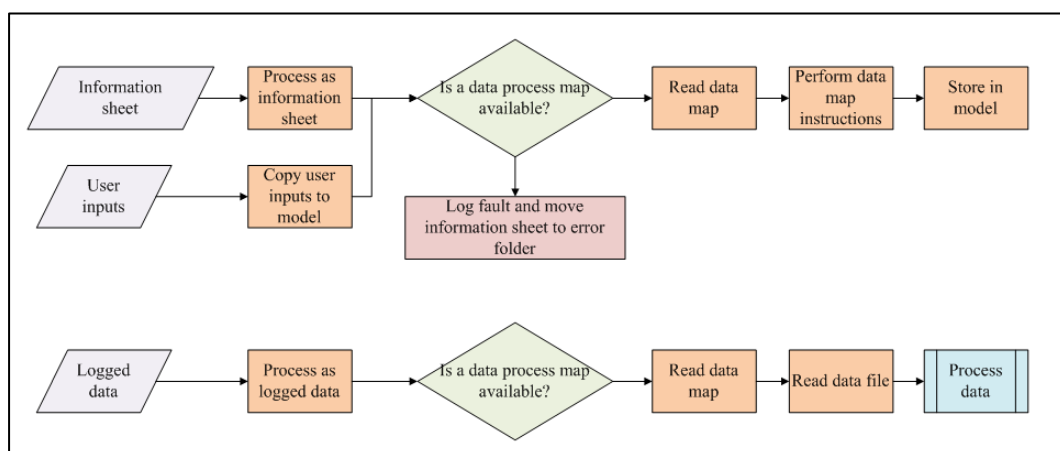 Information
sheet
Process as
information
sheet
Is a data process map
available?
Read data
map
Perform data
map
instructions
Store in
model
User
inputs
Copy user
inputs to
model
Log fault and move
information sheet to error
folder
Logged
data
Process as
logged data
Is a data process map
available?
Read data
map
Read data file
Process
data